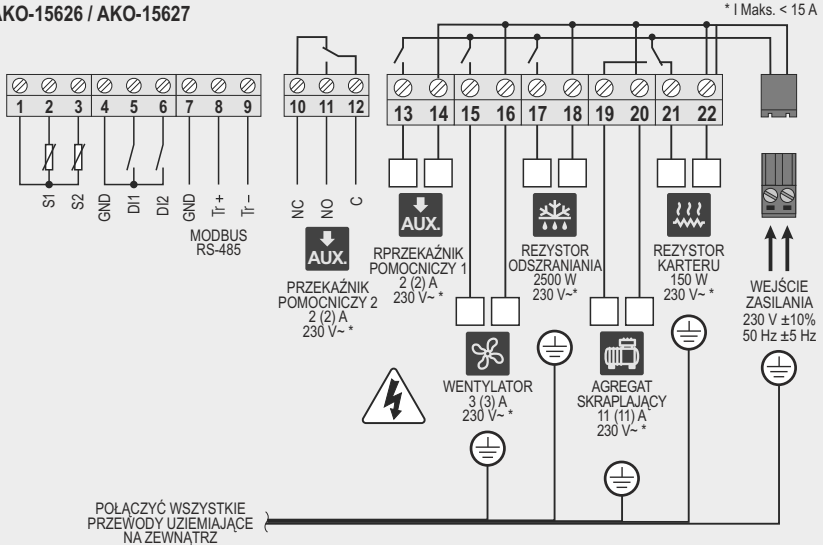 AKO-15626 / AKO-15627
* I Maks. < 15 A
1 2 3 4 5 6 7 8 9
10 11 12
13 14 15 16 17 18 19 20 21 22
S1
S2
GND
DI1
DI2
GND
Tr +
Tr –
MODBUS
RS-485
NC
NO
C
AUX.
PRZEKAŹNIK
POMOCNICZY 2
2 (2) A
230 V~ *
AUX.
RPRZEKAŹNIK
POMOCNICZY 1
2 (2) A
230 V~ *
REZYSTOR
ODSZRANIANIA
2500 W
230 V~*
REZYSTOR
KARTERU
150 W
230 V~ *
WEJŚCIE
ZASILANIA
230 V ±10%
50 Hz ±5 Hz
WENTYLATOR
3 (3) A
230 V~ *
AGREGAT
SKRAPLAJĄCY
11 (11) A
230 V~ *
POŁĄCZYĆ WSZYSTKIE
PRZEWODY UZIEMIAJĄCE
NA ZEWNĄTRZ